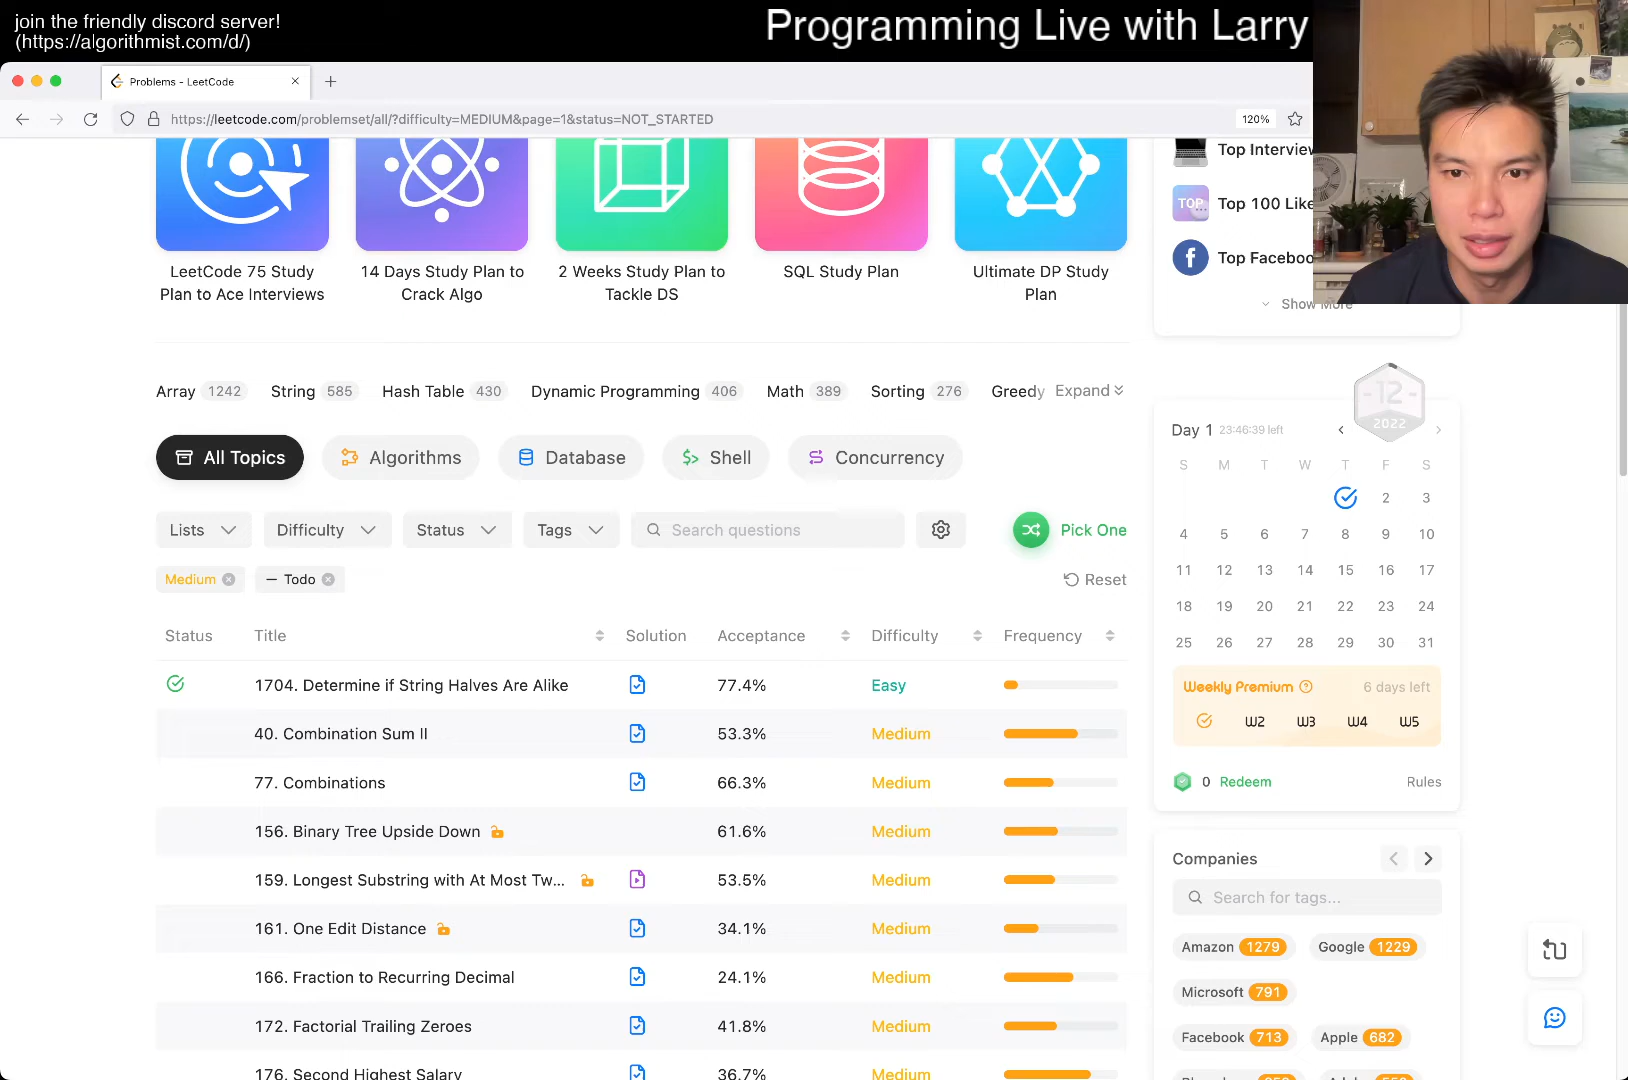 join the friendly discord server!
(https://algorithmist.com/d/)
Programming Live with Larry
Problems - LeetCode
https://leetcode.com/problemset/all/?difficulty=MEDIUM&page=1&status=NOT_STARTED
120%
LeetCode 75 Study
Plan to Ace Interviews
14 Days Study Plan to
Crack Algo
2 Weeks Study Plan to
Tackle DS
SQL Study Plan
Ultimate DP Study
Plan
Top Interview
TOP
Top 100 Like
f
Top Faceboo
Show More
Array 1242
String 585
Hash Table 430
Dynamic Programming 406
Math 389
Sorting 276
Greedy
Expand
All Topics
Algorithms
Database
Shell
Concurrency
Lists
Difficulty
Status
Tags
Search questions
Pick One
Medium
Todo
Reset
Status Title Solution Acceptance Difficulty Frequency
1704. Determine if String Halves Are Alike 77.4% Easy
40. Combination Sum II 53.3% Medium
77. Combinations 66.3% Medium
156. Binary Tree Upside Down 61.6% Medium
159. Longest Substring with At Most Tw... 53.5% Medium
161. One Edit Distance 34.1% Medium
166. Fraction to Recurring Decimal 24.1% Medium
172. Factorial Trailing Zeroes 41.8% Medium
176. Second Highest Salary 36.7% Medium
-12-
2022
Day 1 23:46:39 left
S M T W T F S
2 3
4 5 6 7 8 9 10
11 12 13 14 15 16 17
18 19 20 21 22 23 24
25 26 27 28 29 30 31
Weekly Premium 6 days left
W2 W3 W4 W5
0 Redeem Rules
Companies
Search for tags...
Amazon 1279 Google 1229
Microsoft 791
Facebook 713 Apple 682